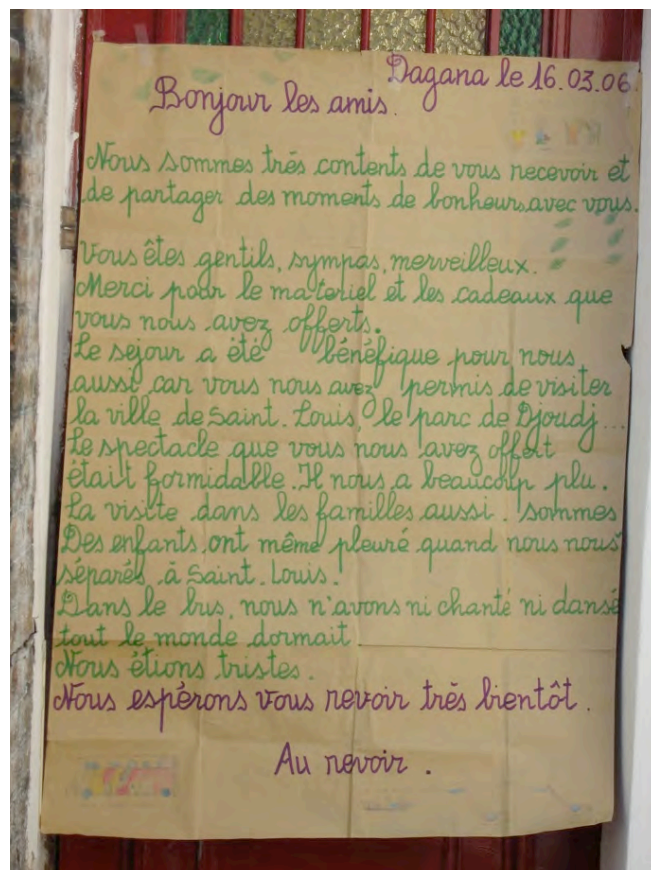 Dagana le 16.03.06.
Bonjour les amis.
Nous sommes très contents de vous recevoir et
de partager des moments de bonheurs avec vous.
Vous êtes gentils, sympas, merveilleux.
Merci pour le materiel et les cadeaux que
vous nous avez offerts.
Le sejour a été bénéfique pour nous
aussi car vous nous avez permis de visiter
la ville de Saint. Louis, le parc de Djoudj...
Le spectacle que vous nous avez offert
était formidable. Il nous a beaucoup plu.
La visite dans les familles aussi. sommes
Des enfants ont même pleuré quand nous nous
séparés à Saint. Louis.
Dans le bus, nous n'avons ni chanté ni dansé
tout le monde dormait
Nous étions tristes.
Nous espérons vous revoir très bientôt.
Au revoir.